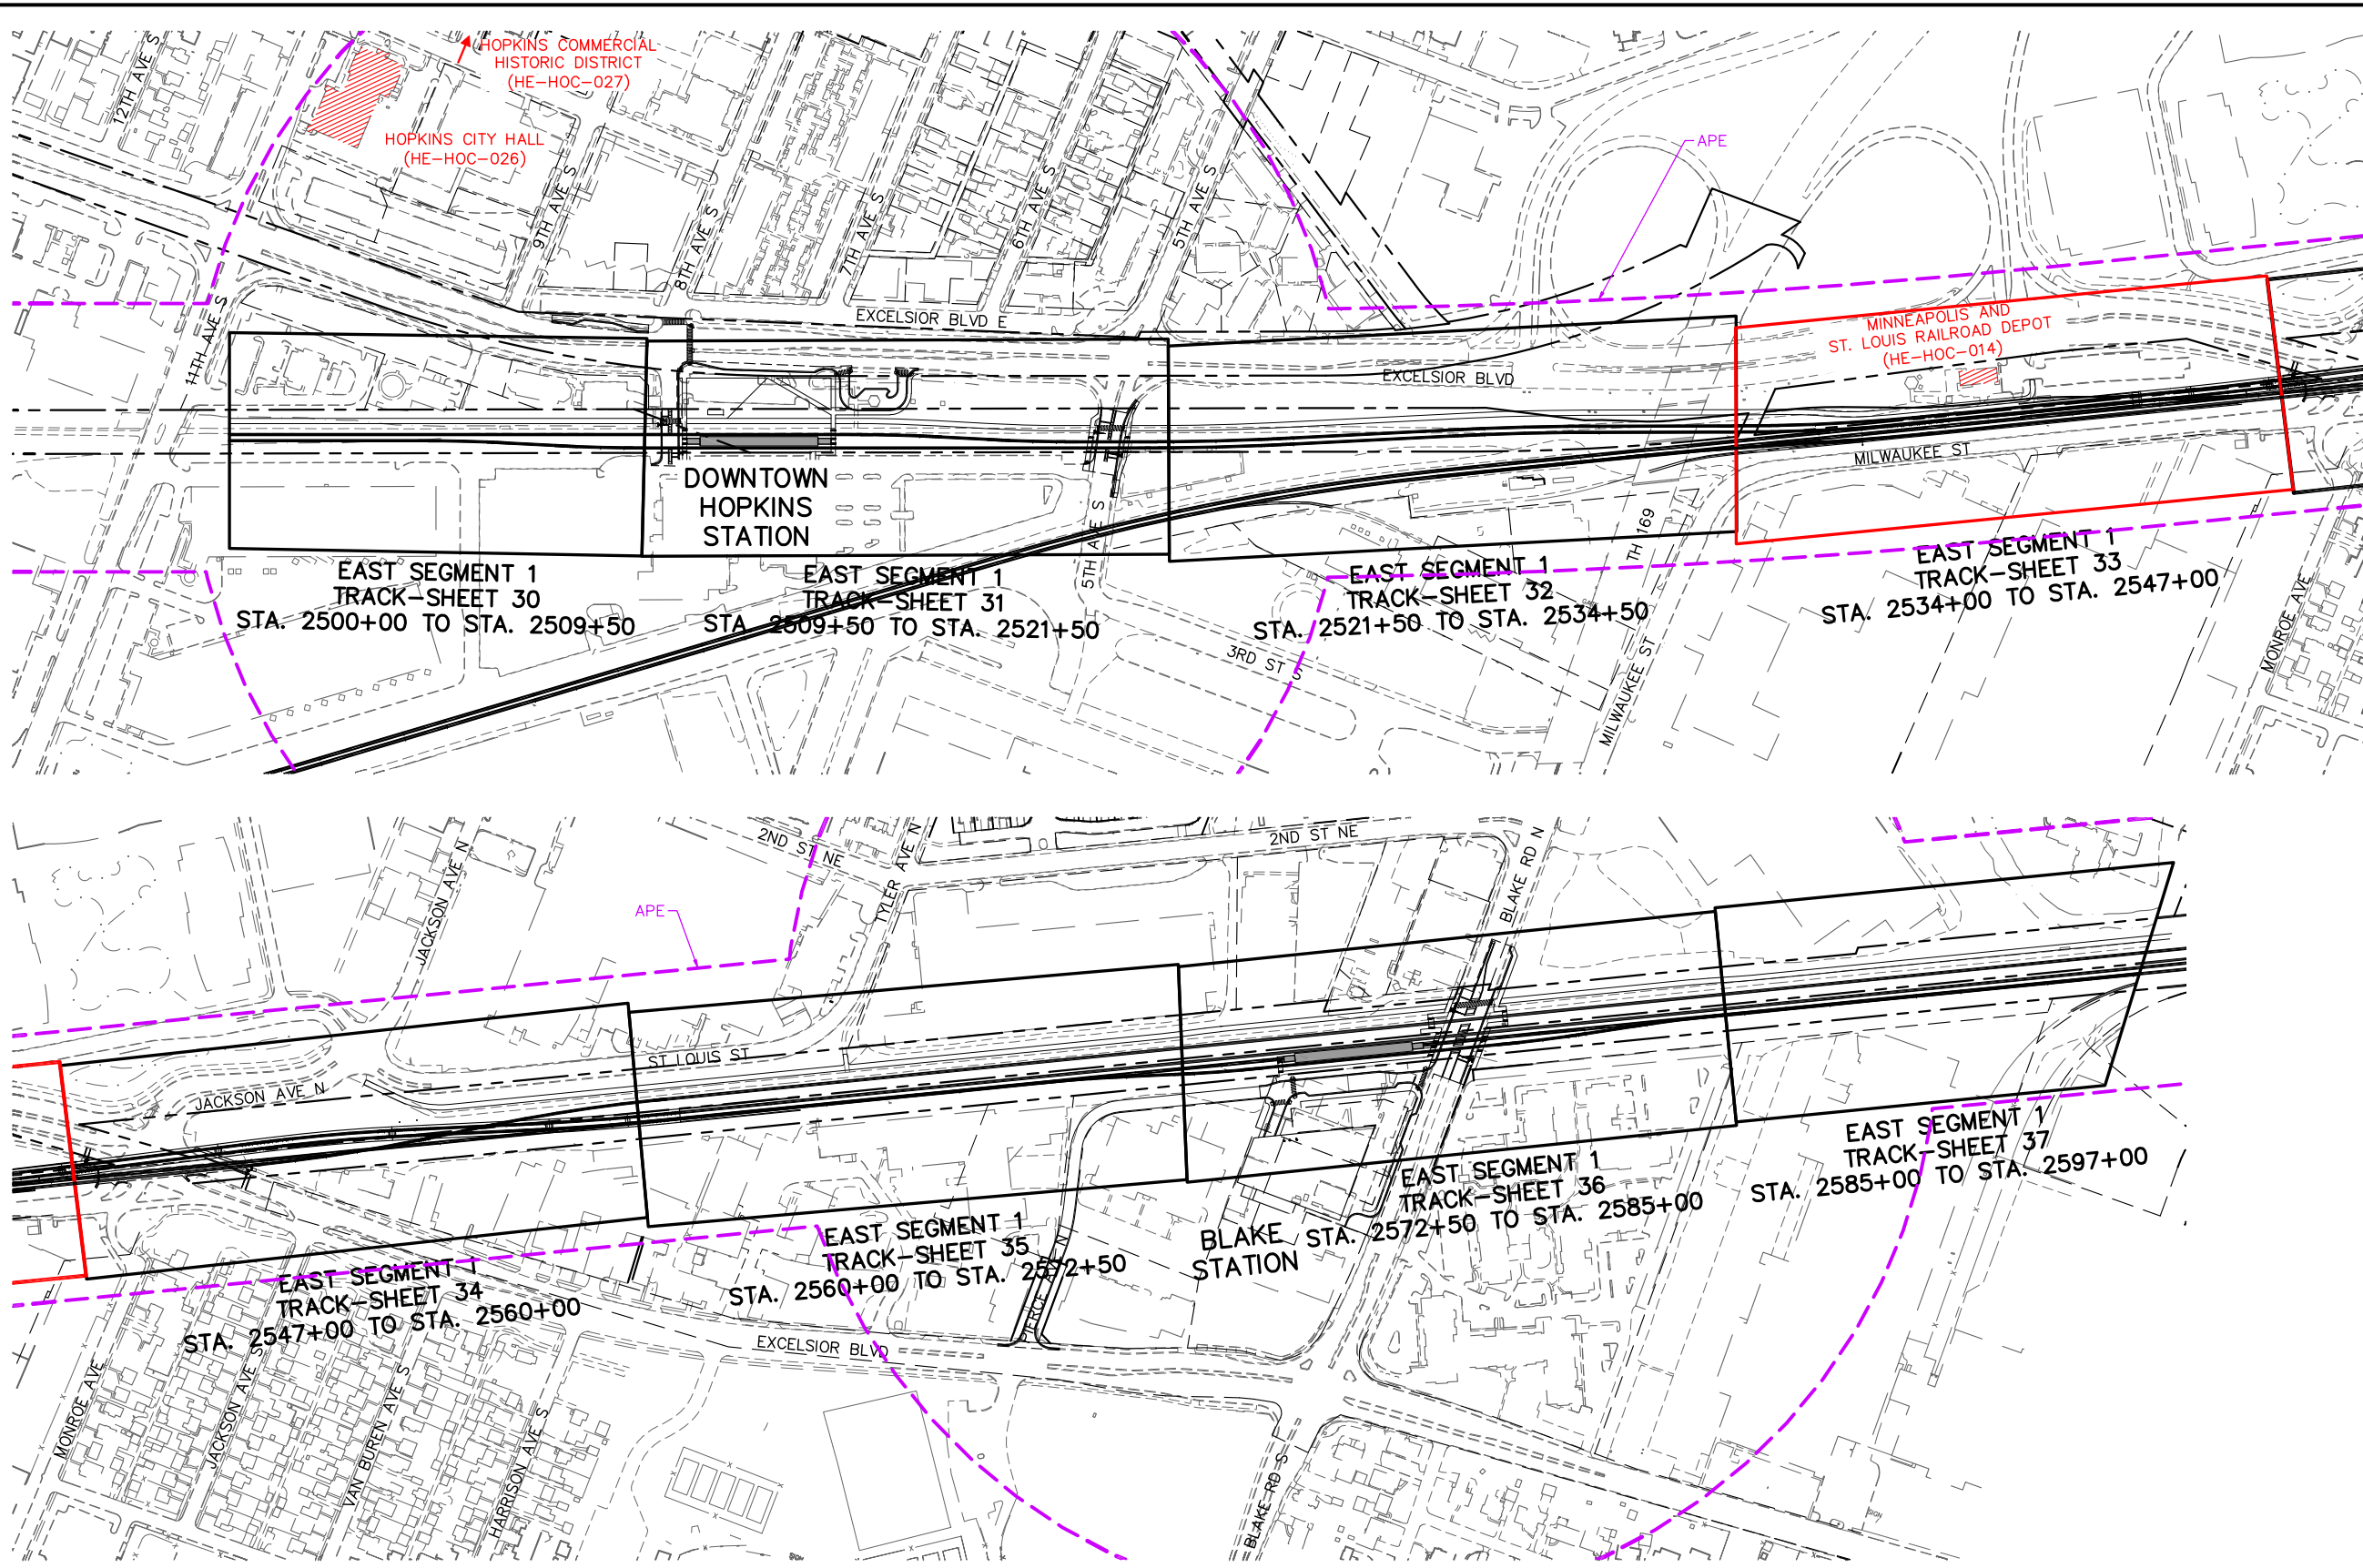 12TH AVE S
HOPKINS COMMERCIAL
HISTORIC DISTRICT
(HE-HOC-027)
HOPKINS CITY HALL
(HE-HOC-026)
9TH AVE S
8TH AVE S
7TH AVE S
6TH AVE S
5TH AVE S
APE
11TH AVE S
EXCELSIOR BLVD E
EXCELSIOR BLVD
MINNEAPOLIS AND
ST. LOUIS RAILROAD DEPOT
(HE-HOC-014)
MILWAUKEE ST
DOWNTOWN
HOPKINS
STATION
5TH AVE S
TH 169
EAST SEGMENT 1
TRACK-SHEET 30
STA. 2500+00 TO STA. 2509+50
EAST SEGMENT 1
TRACK-SHEET 31
STA. 2509+50 TO STA. 2521+50
EAST SEGMENT 1
TRACK-SHEET 32
STA. 2521+50 TO STA. 2534+50
EAST SEGMENT 1
TRACK-SHEET 33
STA. 2534+00 TO STA. 2547+00
3RD ST S
MILWAUKEE ST
MONROE AVE
2ND ST NE
TYLER AVE N
2ND ST NE
BLAKE RD N
JACKSON AVE N
APE
ST LOUIS ST
JACKSON AVE N
EAST SEGMENT 1
TRACK-SHEET 34
STA. 2547+00 TO STA. 2560+00
EAST SEGMENT 1
TRACK-SHEET 35
STA. 2560+00 TO STA. 2572+50
PIERCE AVE N
BLAKE
STATION
EAST SEGMENT 1
TRACK-SHEET 36
STA. 2572+50 TO STA. 2585+00
EAST SEGMENT 1
TRACK-SHEET 37
STA. 2585+00 TO STA. 2597+00
EXCELSIOR BLVD
MONROE AVE
JACKSON AVE S
VAN BUREN AVE S
HARRISON AVE S
BLAKE RD S